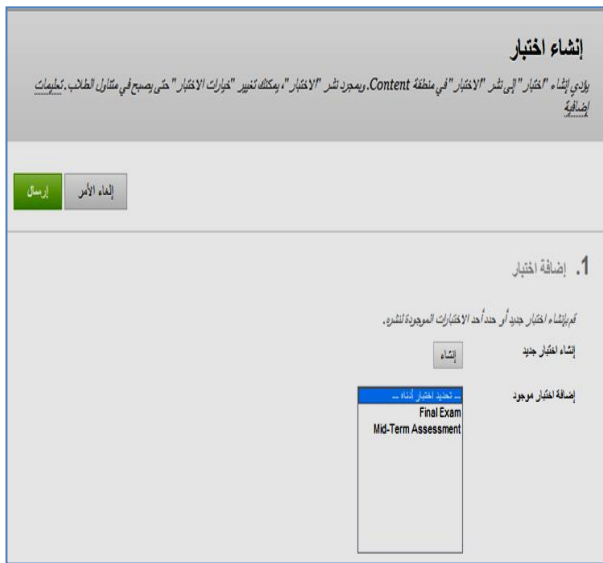 إنشاء اختبار
يؤدي إنشاء "اختبار" إلى نشر "الاختبار" في منطقة Content. وبمجرد نشر "الاختبار"، يمكنك تغيير "خيارات الاختبار" حتى يصبح في متناول الطلاب. تعليمات
إضافية
إلغاء الأمر
إرسال
1. إضافة اختبار
قم بإنشاء اختبار جديد أو حدد أحد الاختبارات الموجودة لنشره.
إنشاء اختبار جديد
إنشاء
إضافة اختبار موجود
-- تحديد اختبار أدناه --
Final Exam
Mid-Term Assessment